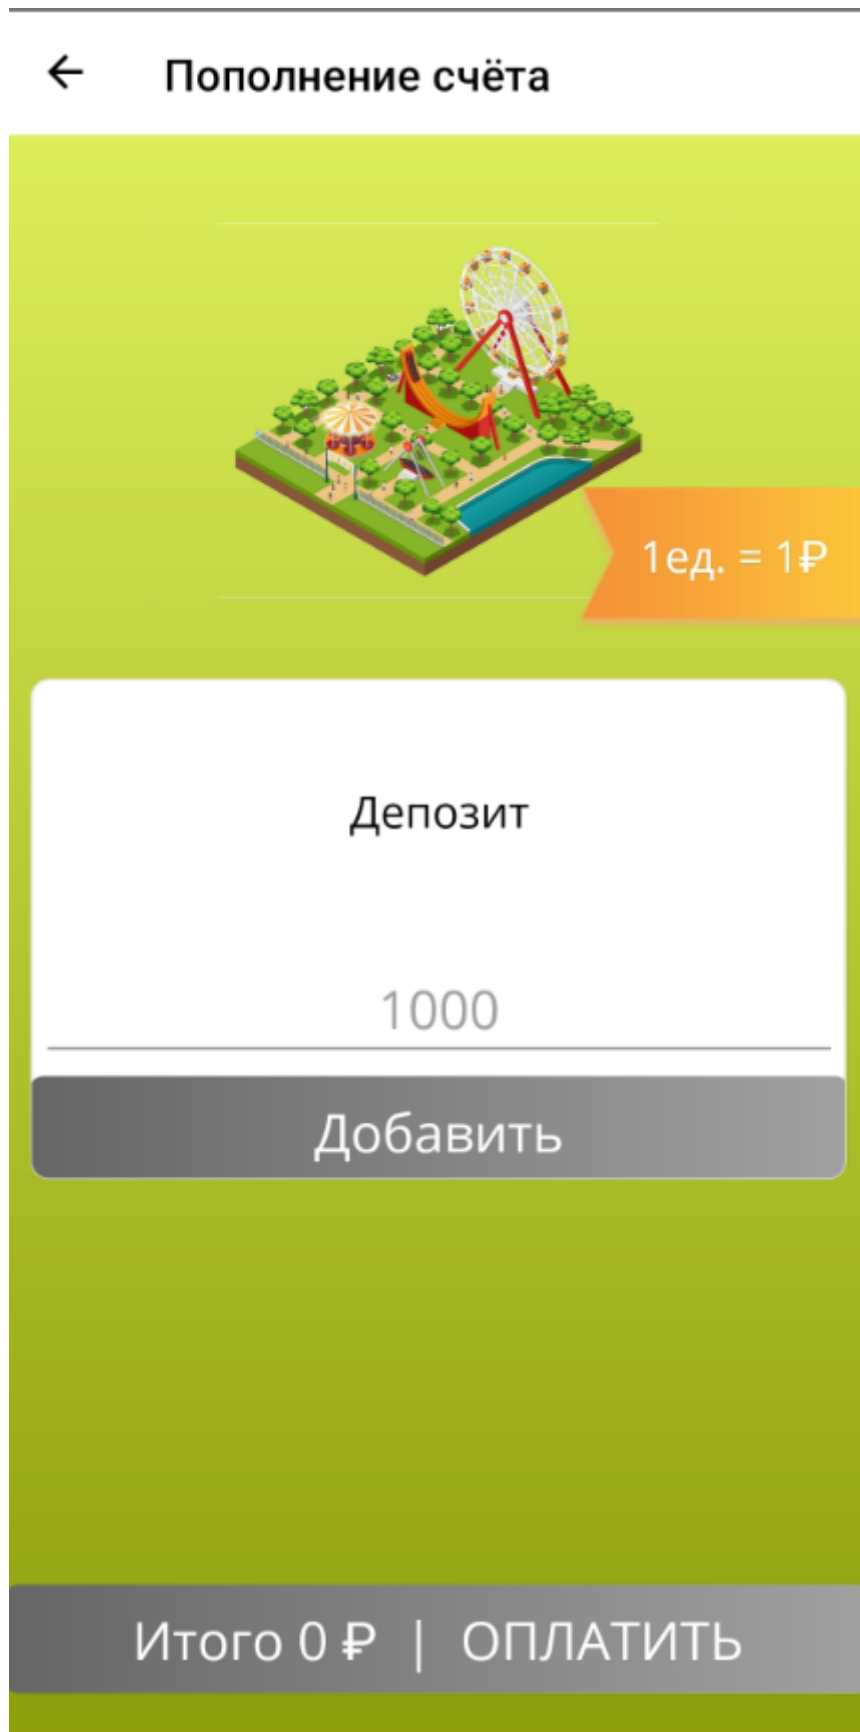 Пополнение счёта
1ед. = 1₽
Депозит
1000
Добавить
Итого 0 ₽ | ОПЛАТИТЬ